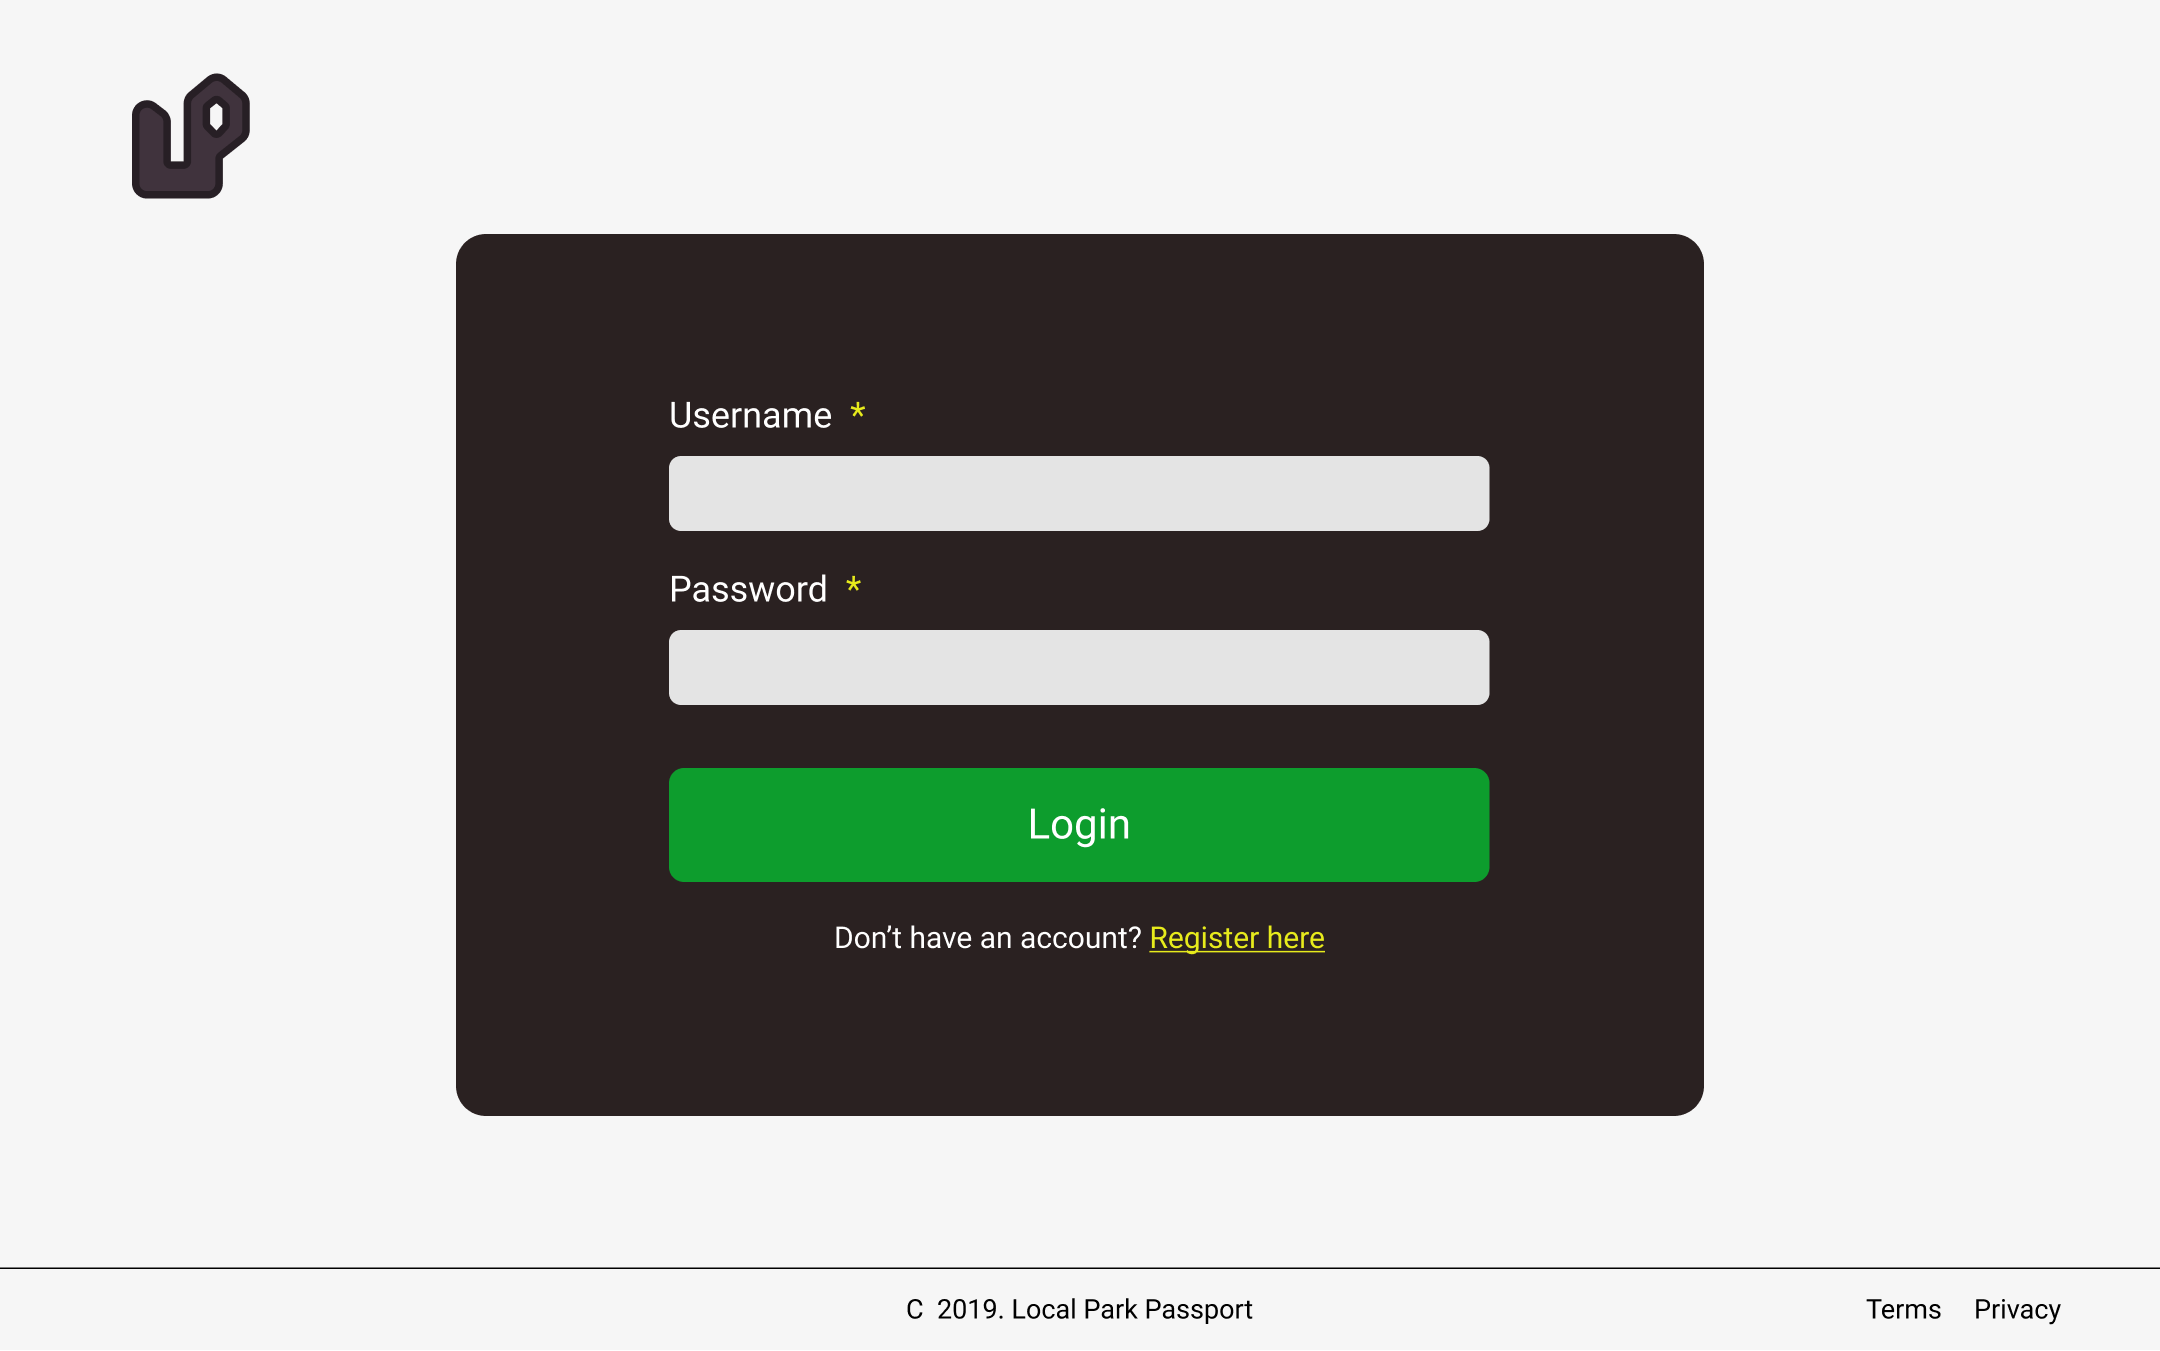 Username *
Password *
Login
Don’t have an account? Register here
C 2019. Local Park Passport
Terms Privacy